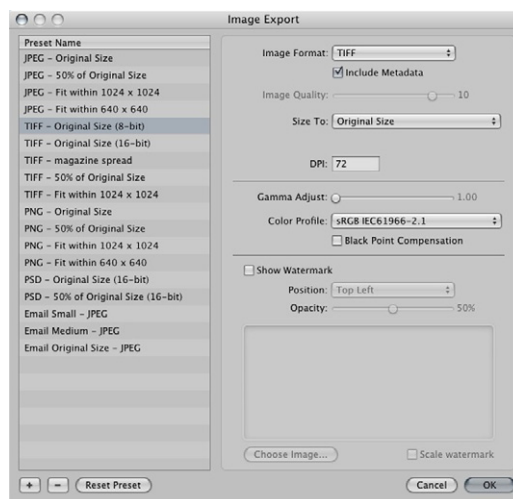 Image Export
Preset Name
JPEG – Original Size
JPEG – 50% of Original Size
JPEG – Fit within 1024 x 1024
JPEG – Fit within 640 x 640
TIFF – Original Size (8-bit)
TIFF – Original Size (16-bit)
TIFF – magazine spread
TIFF – 50% of Original Size
TIFF – Fit within 1024 x 1024
PNG – Original Size
PNG – 50% of Original Size
PNG – Fit within 1024 x 1024
PNG – Fit within 640 x 640
PSD – Original Size (16-bit)
PSD – 50% of Original Size (16-bit)
Email Small – JPEG
Email Medium – JPEG
Email Original Size – JPEG
+ – Reset Preset
Image Format: TIFF
Include Metadata
Image Quality: 10
Size To: Original Size
DPI: 72
Gamma Adjust: 1.00
Color Profile: sRGB IEC61966-2.1
Black Point Compensation
Show Watermark
Position: Top Left
Opacity: 50%
Choose Image... Scale watermark
Cancel OK